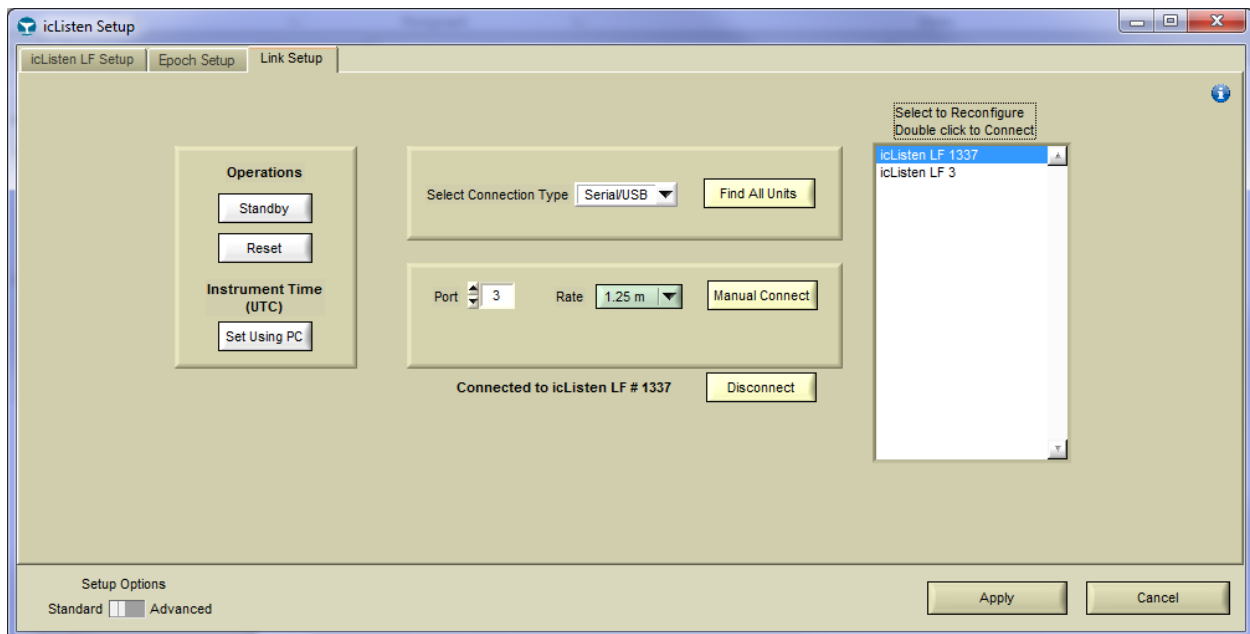 icListen Setup
icListen LF Setup
Epoch Setup
Link Setup
Operations
Standby
Reset
Instrument Time
(UTC)
Set Using PC
Select Connection Type
Serial/USB
Find All Units
Port
3
Rate
1.25 m
Manual Connect
Connected to icListen LF # 1337
Disconnect
Select to Reconfigure
Double click to Connect
icListen LF 1337
icListen LF 3
Setup Options
Standard
Advanced
Apply
Cancel